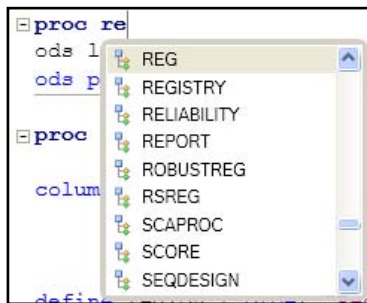 proc re
ods l
ods p
proc
colum
REG
REGISTRY
RELIABILITY
REPORT
ROBUSTREG
RSREG
SCAPROC
SCORE
SEQDESIGN